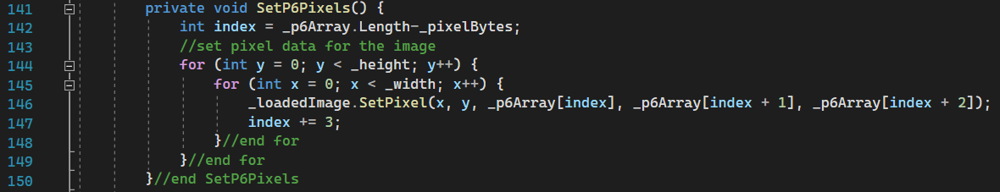 141 private void SetP6Pixels() {
142 int index = _p6Array.Length-_pixelBytes;
143 //set pixel data for the image
144 for (int y = 0; y < _height; y++) {
145 for (int x = 0; x < _width; x++) {
146 _loadedImage.SetPixel(x, y, _p6Array[index], _p6Array[index + 1], _p6Array[index + 2]);
147 index += 3;
148 }//end for
149 }//end for
150 }//end SetP6Pixels